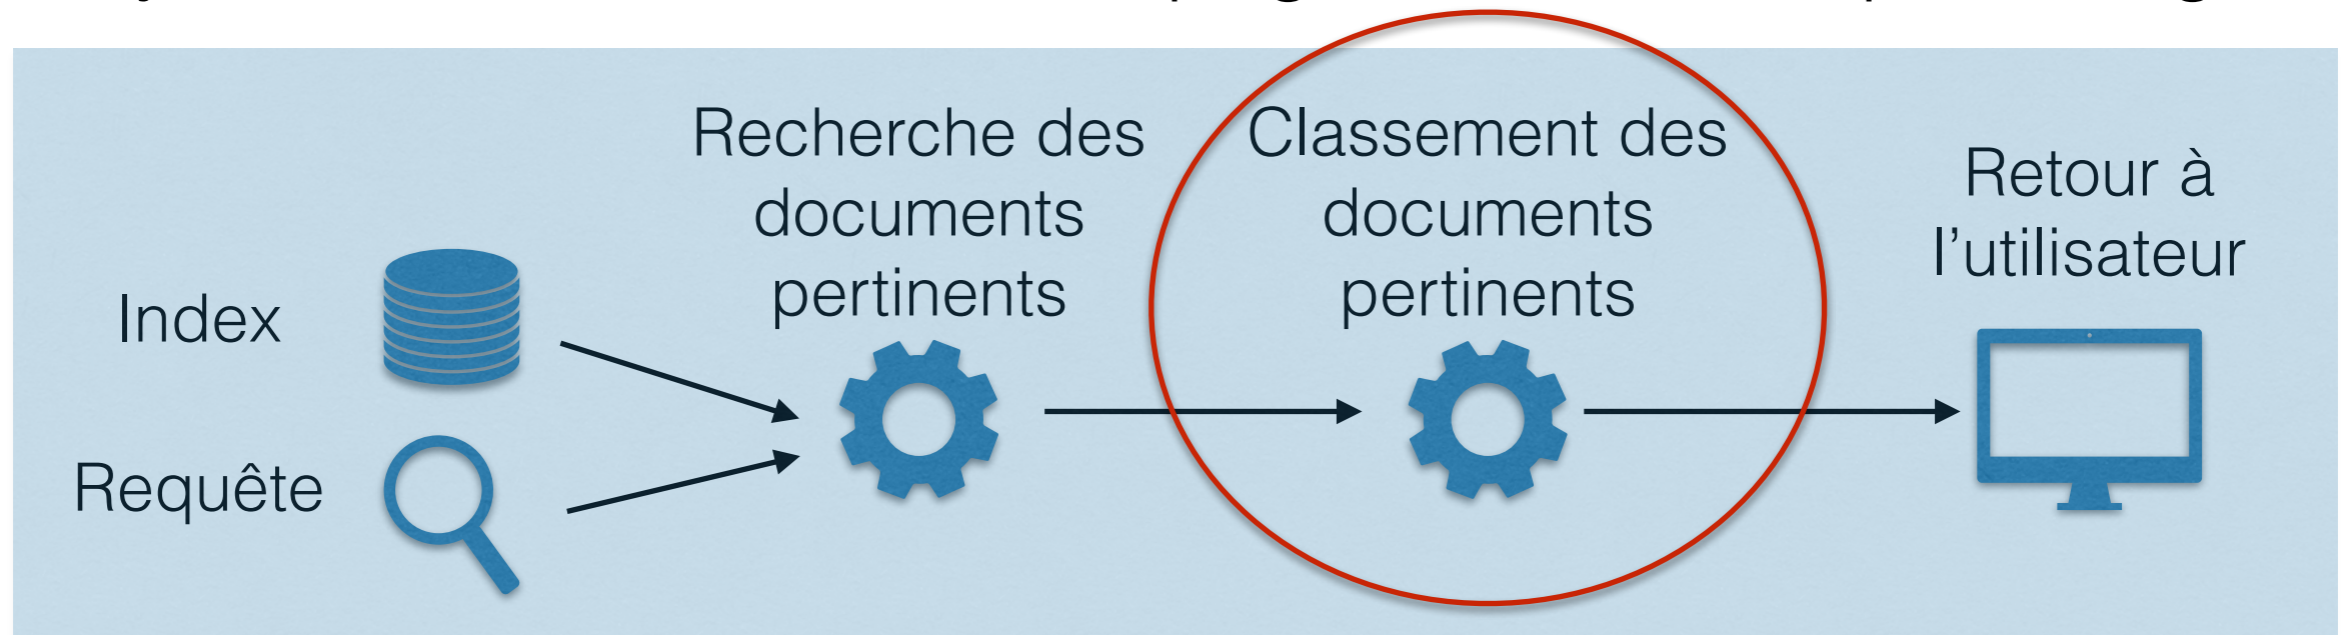 Index
Requête
Recherche des
documents
pertinents
Classement des
documents
pertinents
Retour à
l'utilisateur